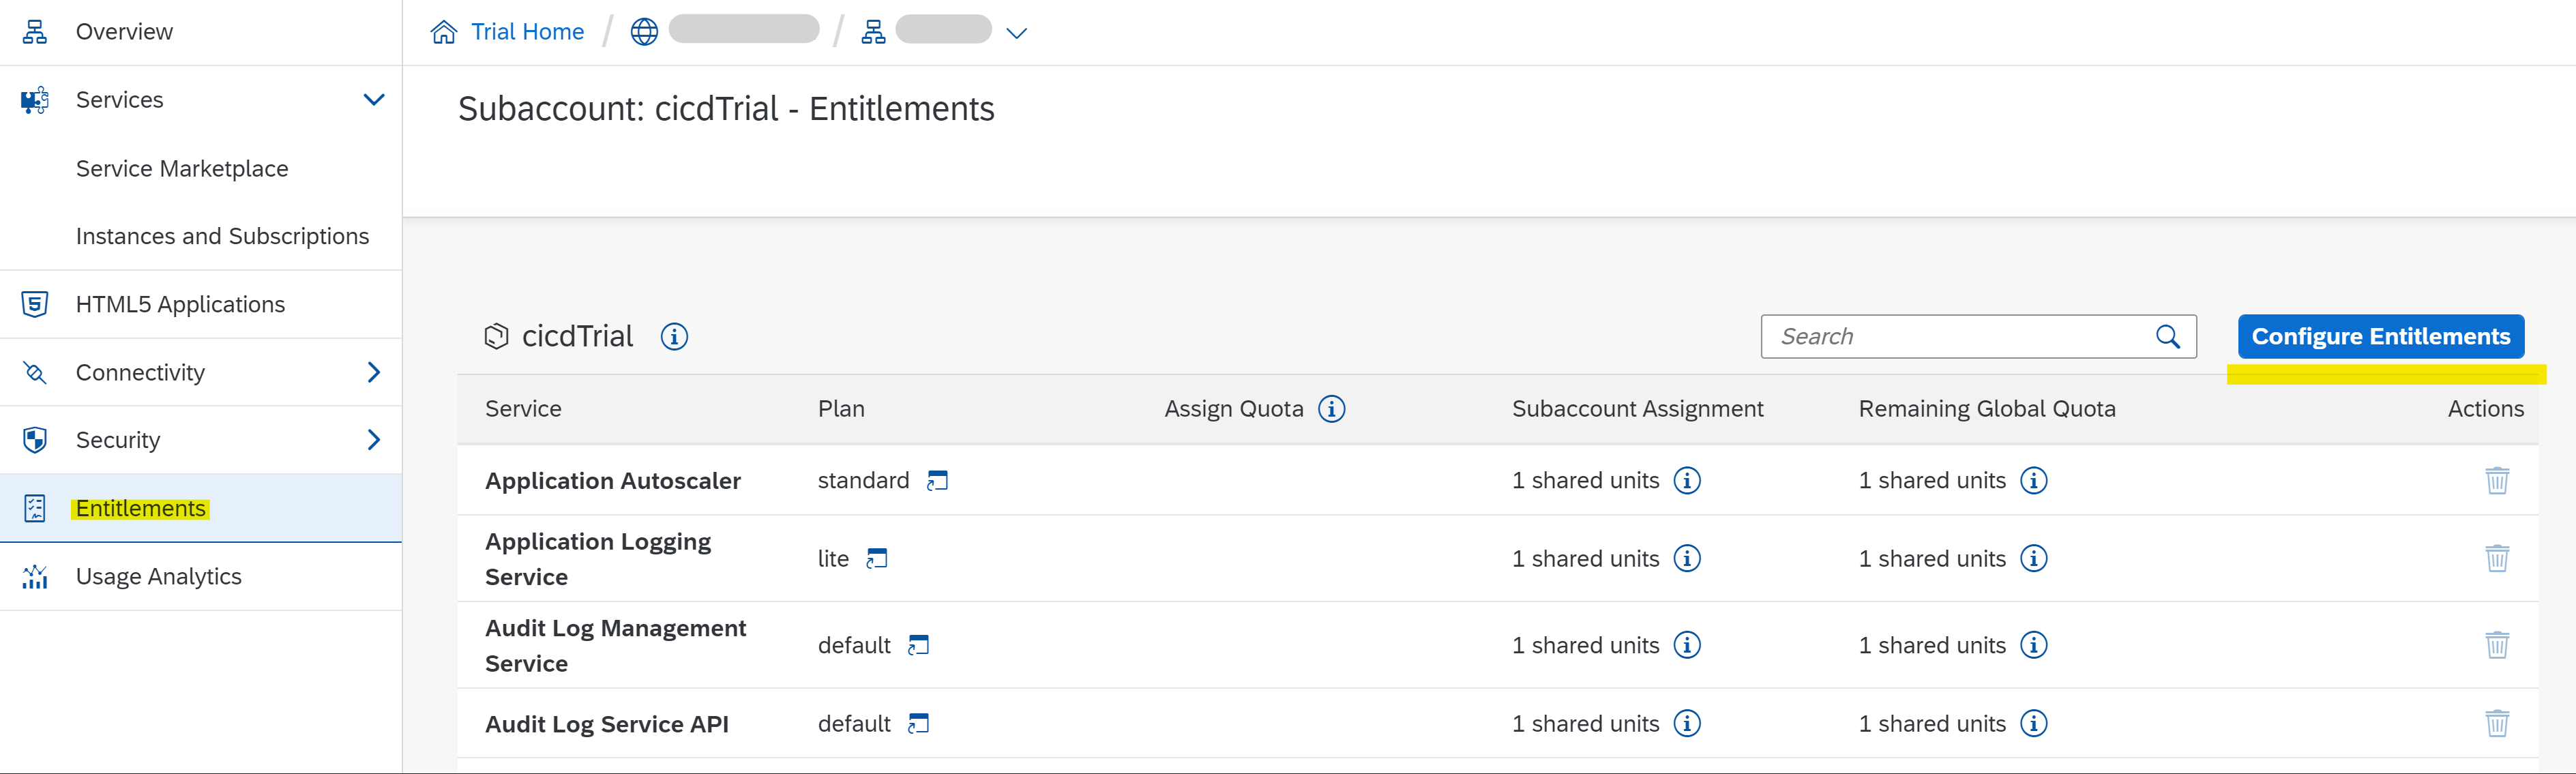 Overview
Services
Service Marketplace
Instances and Subscriptions
HTML5 Applications
Connectivity
Security
Entitlements
Usage Analytics
Trial Home / /
Subaccount: cicdTrial - Entitlements
cicdTrial
Search
Configure Entitlements
Service Plan Assign Quota Subaccount Assignment Remaining Global Quota Actions
Application Autoscaler standard 1 shared units 1 shared units
Application Logging
Service
lite 1 shared units 1 shared units
Audit Log Management
Service
default 1 shared units 1 shared units
Audit Log Service API default 1 shared units 1 shared units